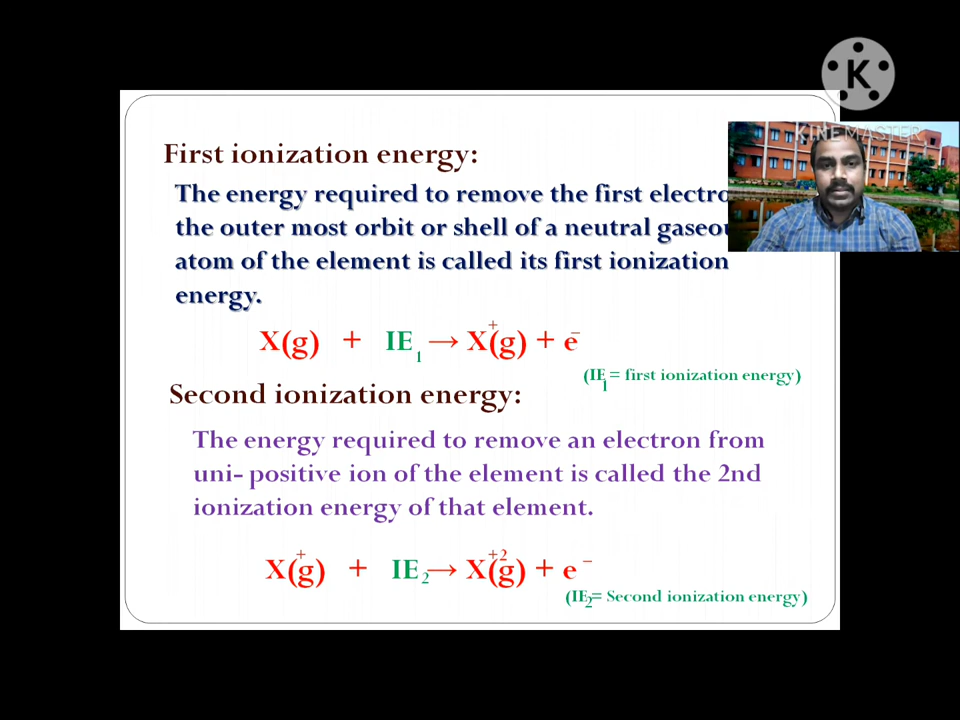 K
KINEMASTER
First ionization energy:
The energy required to remove the first electro
the outer most orbit or shell of a neutral gaseou
atom of the element is called its first ionization
energy.
X(g) + IE₁ → X⁺(g) + e⁻
(IE₁ = first ionization energy)
Second ionization energy:
The energy required to remove an electron from
uni- positive ion of the element is called the 2nd
ionization energy of that element.
X⁺(g) + IE₂→ X⁺²(g) + e⁻
(IE₂= Second ionization energy)